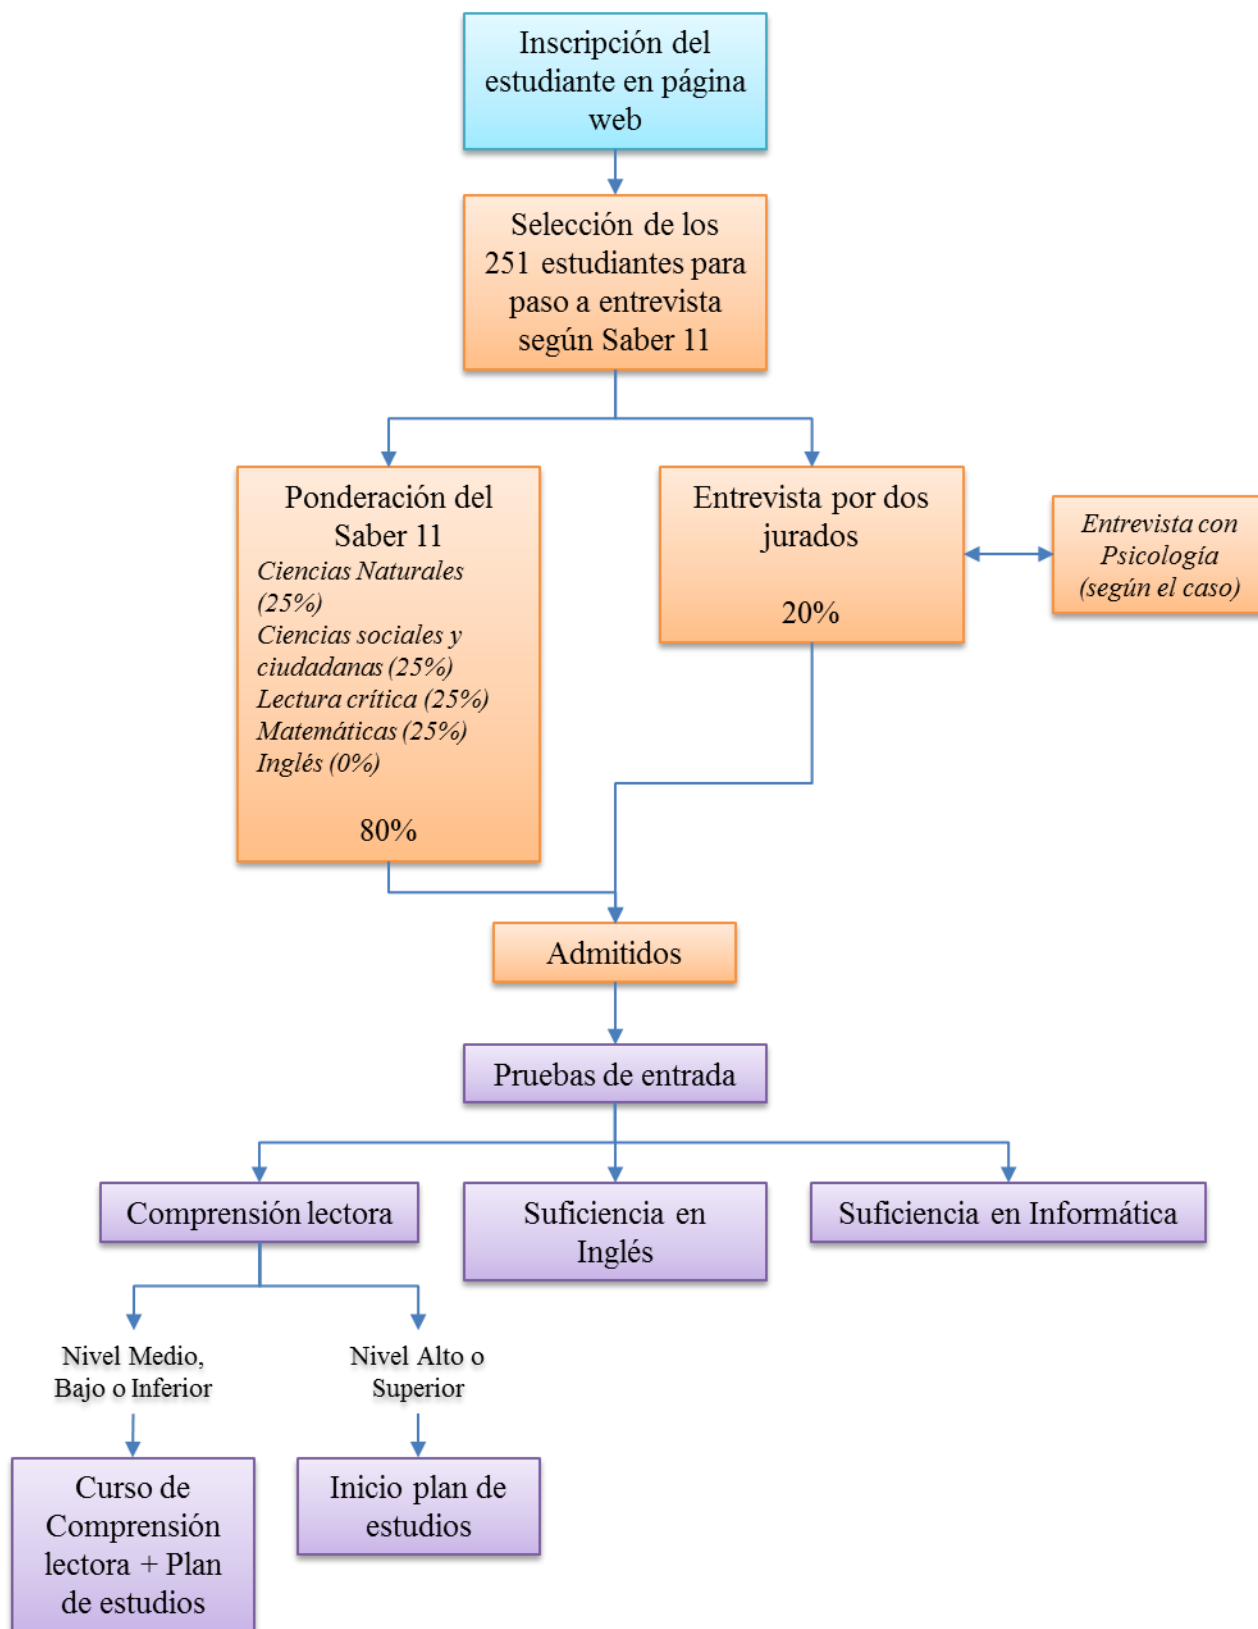 Inscripción del
estudiante en página
web
Selección de los
251 estudiantes para
paso a entrevista
según Saber 11
Ponderación del
Saber 11
Ciencias Naturales
(25%)
Ciencias sociales y
ciudadanas (25%)
Lectura crítica (25%)
Matemáticas (25%)
Inglés (0%)
80%
Entrevista por dos
jurados
20%
Entrevista con
Psicología
(según el caso)
Admitidos
Pruebas de entrada
Comprensión lectora
Suficiencia en
Inglés
Suficiencia en Informática
Nivel Medio,
Bajo o Inferior
Nivel Alto o
Superior
Curso de
Comprensión
lectora + Plan
de estudios
Inicio plan de
estudios